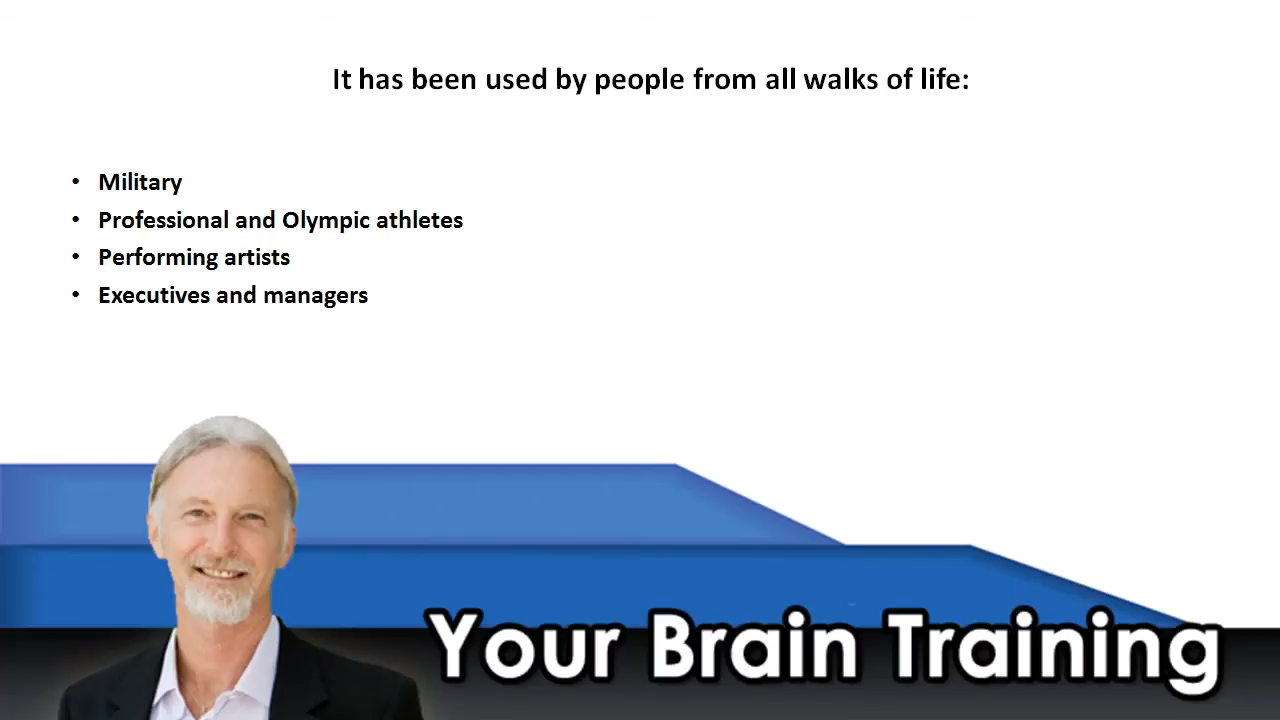 It has been used by people from all walks of life:
• Military
• Professional and Olympic athletes
• Performing artists
• Executives and managers
Your Brain Training